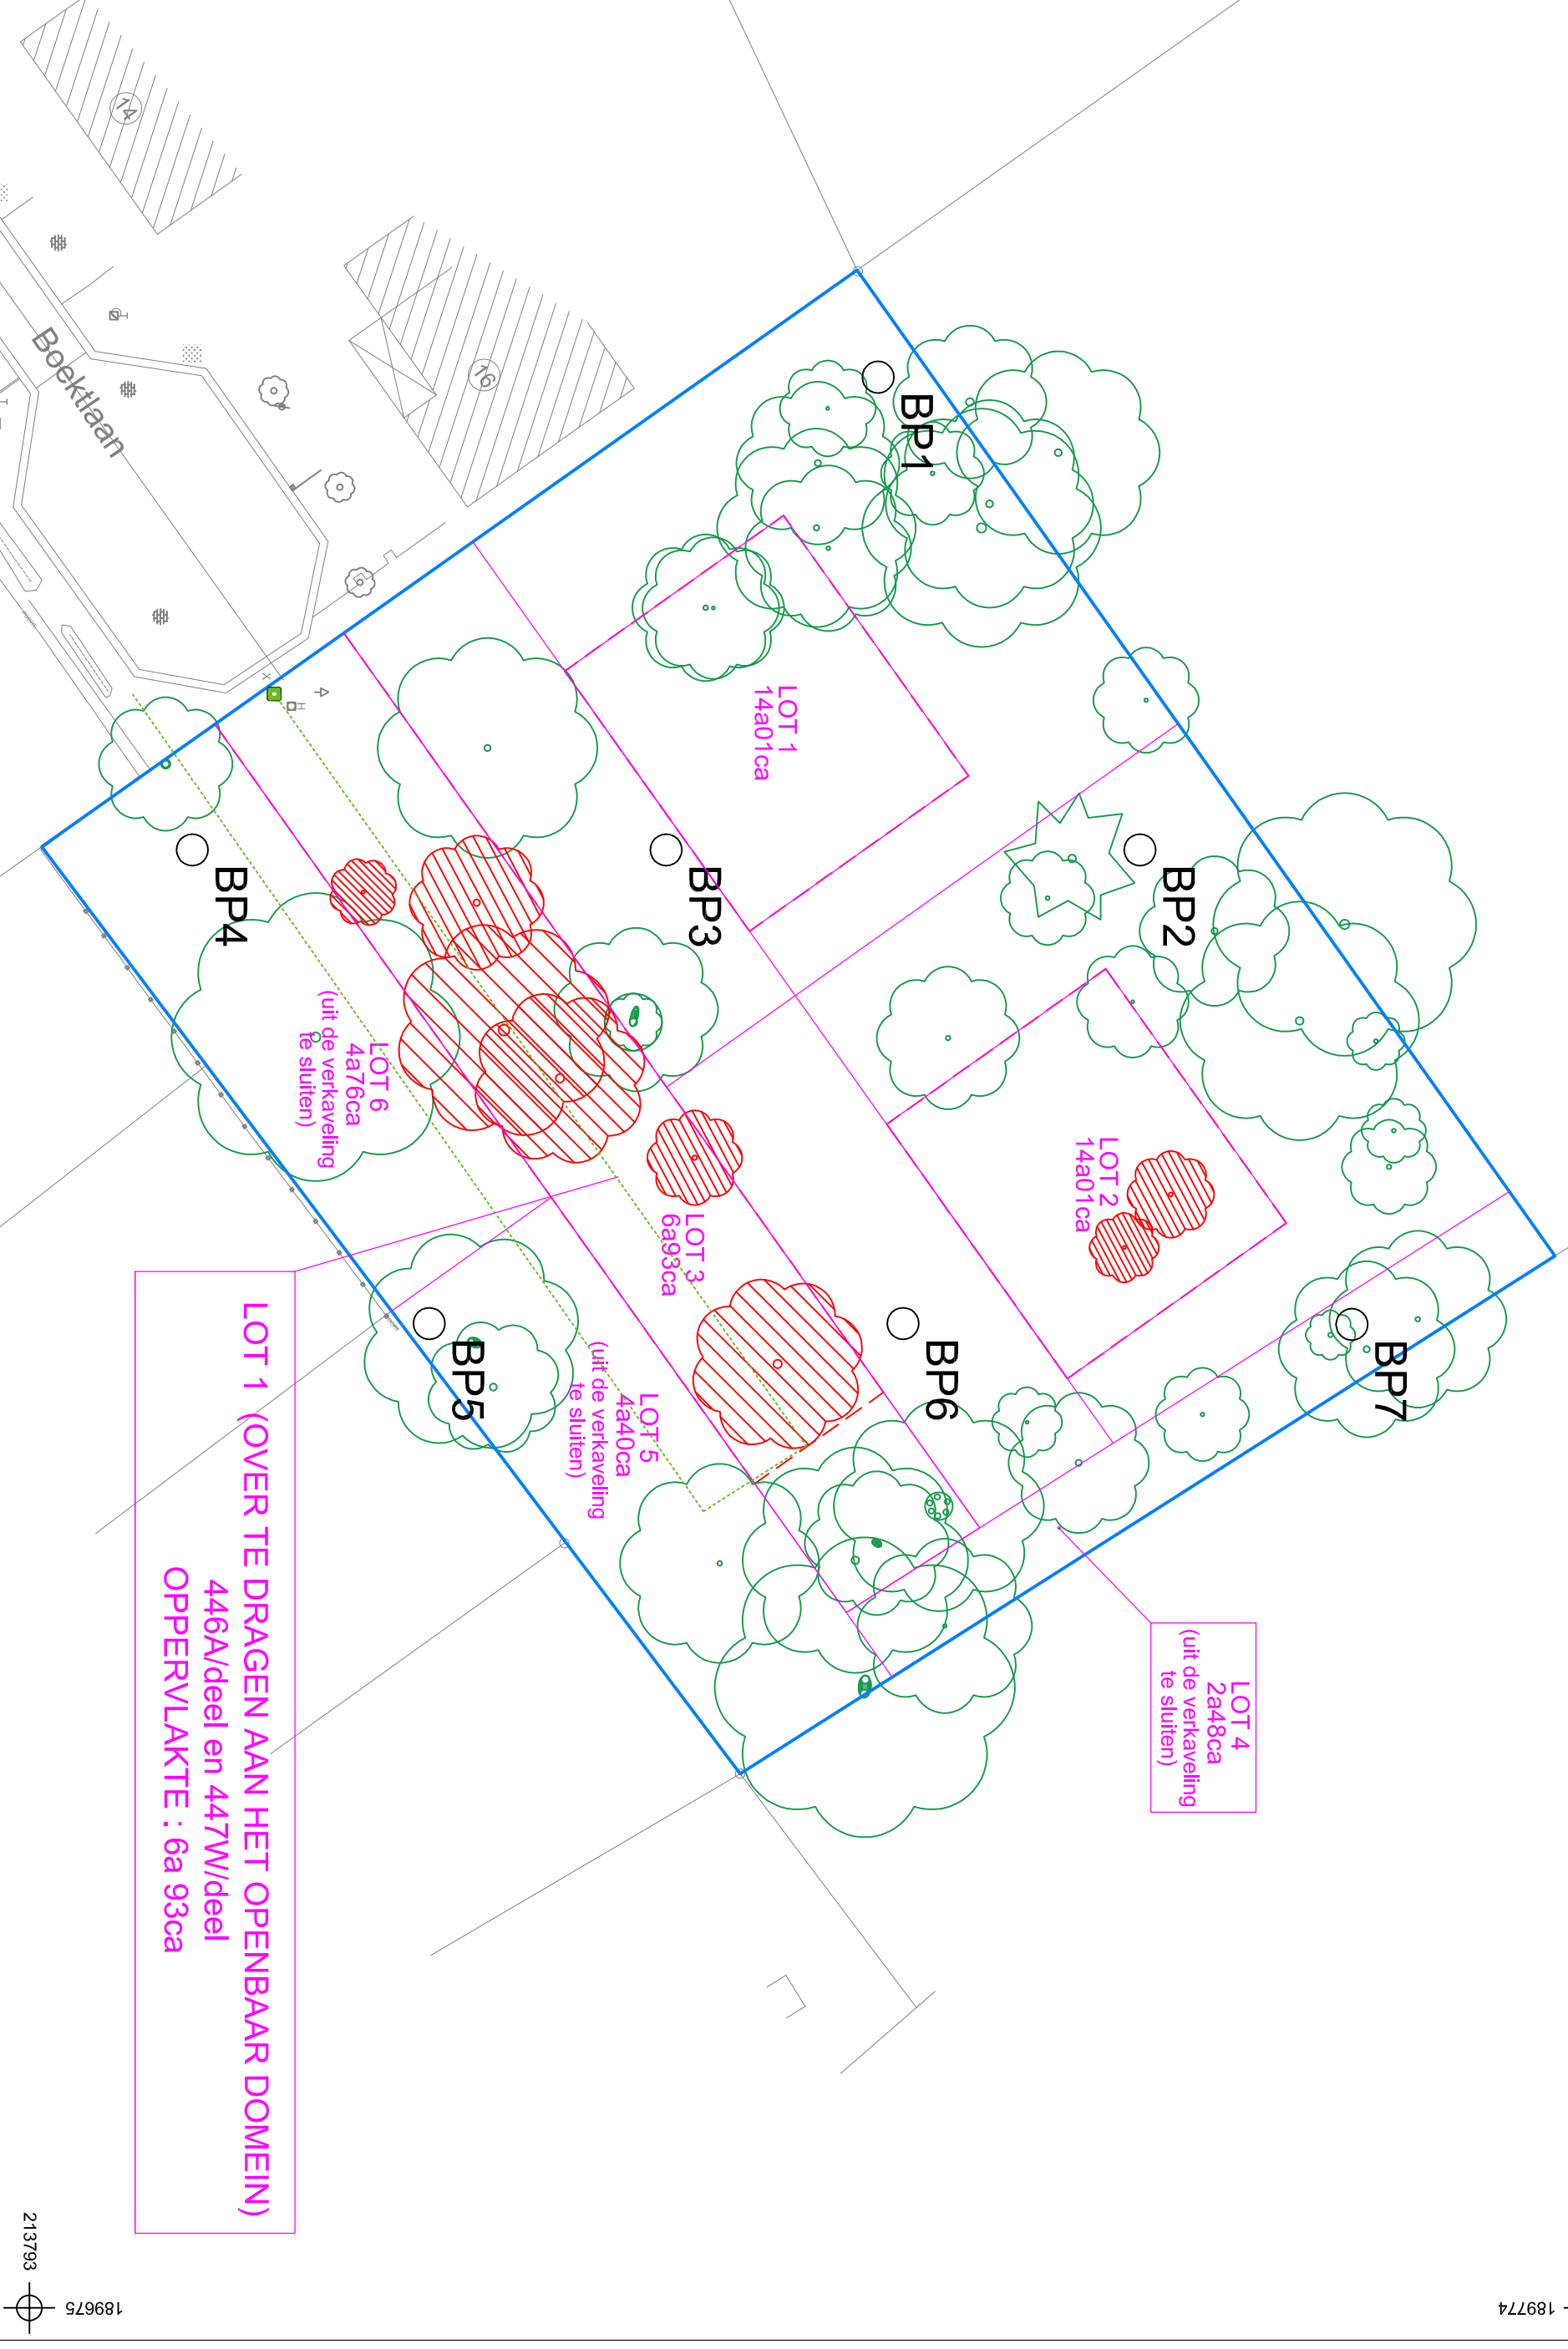 14
16
Boektlaan
BP1
BP2
BP3
BP4
BP5
BP6
BP7
LOT 1
14a01ca
LOT 2
14a01ca
LOT 3
6a93ca
LOT 6
4a76ca
(uit de verkaveling
te sluiten)
LOT 5
4a40ca
(uit de verkaveling
te sluiten)
LOT 4
2a48ca
(uit de verkaveling
te sluiten)
LOT 1 (OVER TE DRAGEN AAN HET OPENBAAR DOMEIN)
446A/deel en 447W/deel
OPPERVLAKTE : 6a 93ca
213793
189675
189774